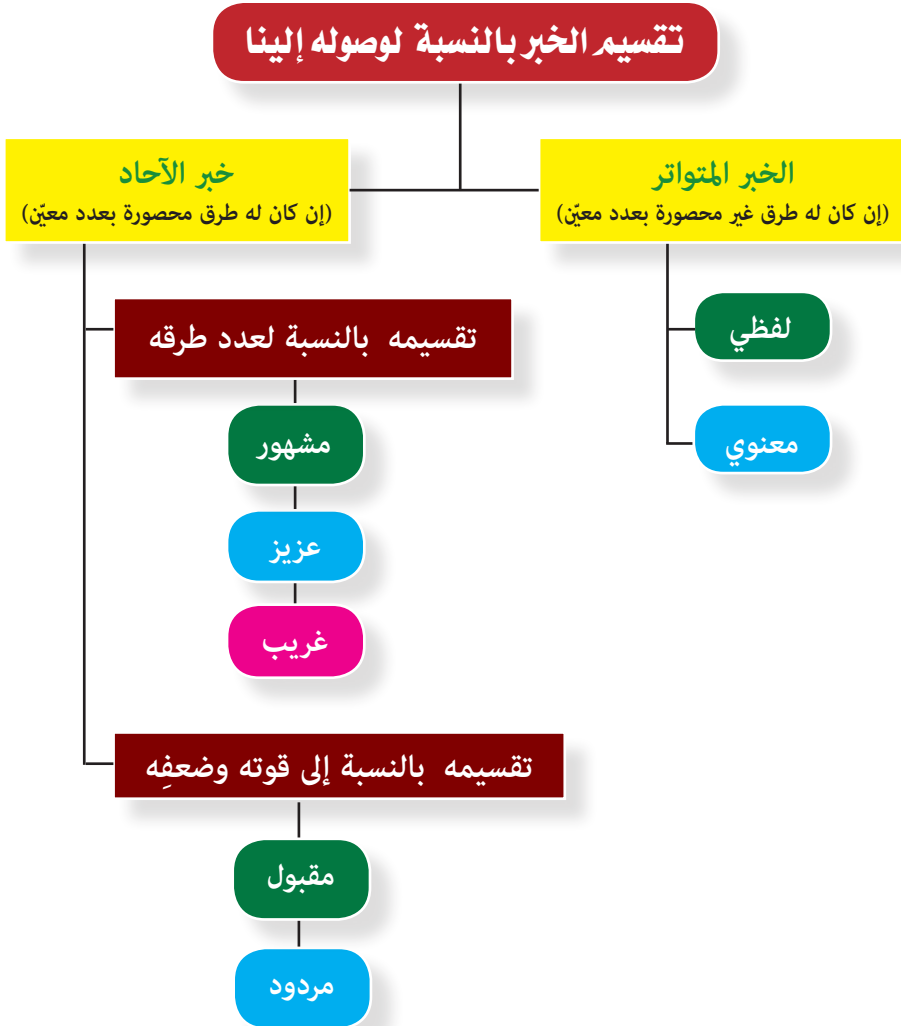 تقسيم الخبر بالنسبة لوصوله إلينا
الخبر المتواتر
(إن كان له طرق غير محصورة بعدد معيّن)
لفظي
معنوي
خبر الآحاد
(إن كان له طرق محصورة بعدد معيّن)
تقسيمه بالنسبة لعدد طرقه
مشهور
عزيز
غريب
تقسيمه بالنسبة إلى قوته وضعفِه
مقبول
مردود